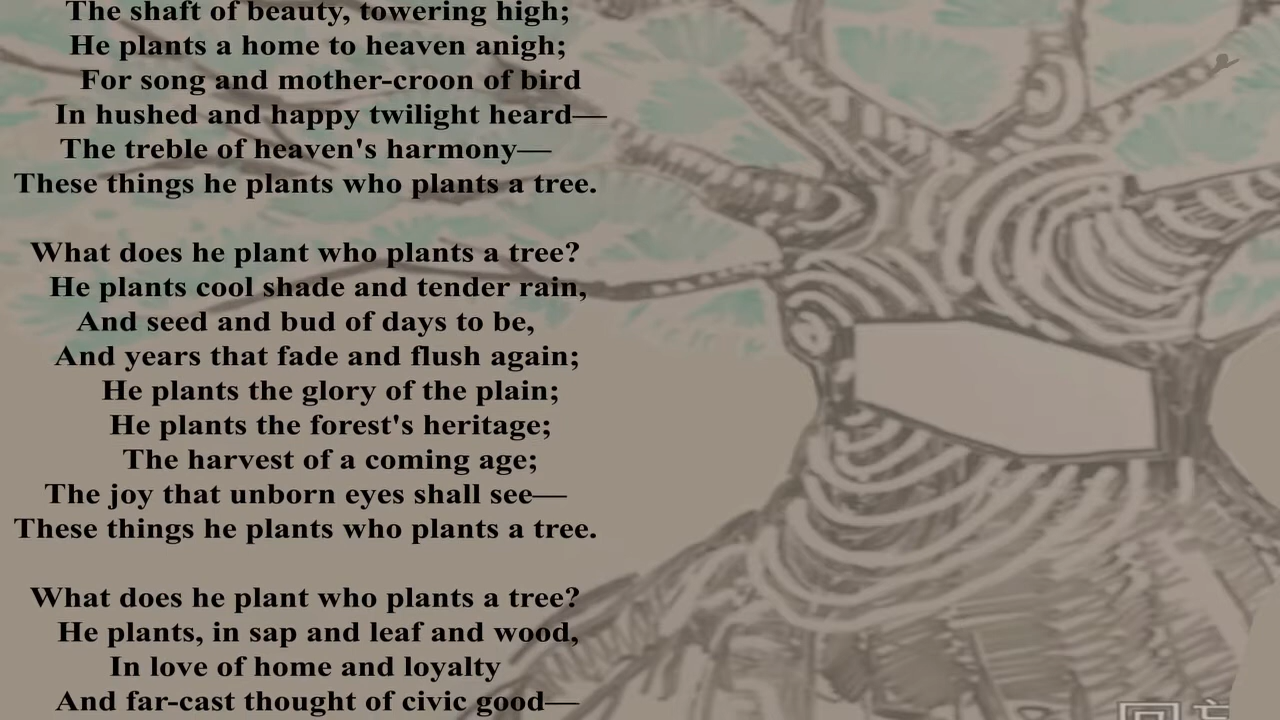 The shaft of beauty, towering high;
He plants a home to heaven anigh;
For song and mother-croon of bird
In hushed and happy twilight heard—
The treble of heaven's harmony—
These things he plants who plants a tree.

What does he plant who plants a tree?
He plants cool shade and tender rain,
And seed and bud of days to be,
And years that fade and flush again;
He plants the glory of the plain;
He plants the forest's heritage;
The harvest of a coming age;
The joy that unborn eyes shall see—
These things he plants who plants a tree.

What does he plant who plants a tree?
He plants, in sap and leaf and wood,
In love of home and loyalty
And far-cast thought of civic good—